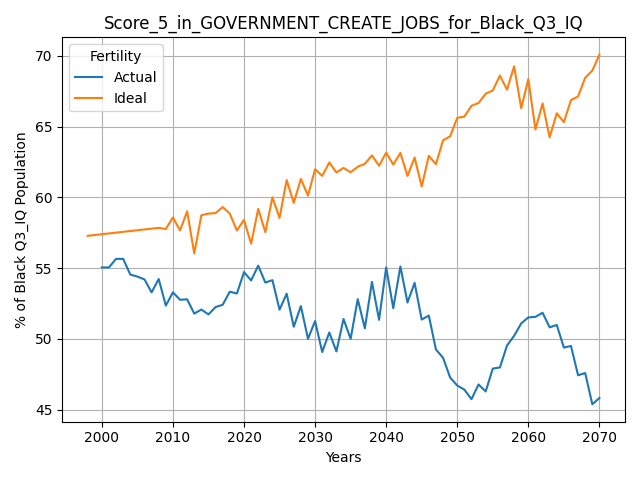 Score_5_in_GOVERNMENT_CREATE_JOBS_for_Black_Q3_IQ
Fertility
Actual
Ideal
% of Black Q3_IQ Population
70
65
60
55
50
45
2000 2010 2020 2030 2040 2050 2060 2070
Years